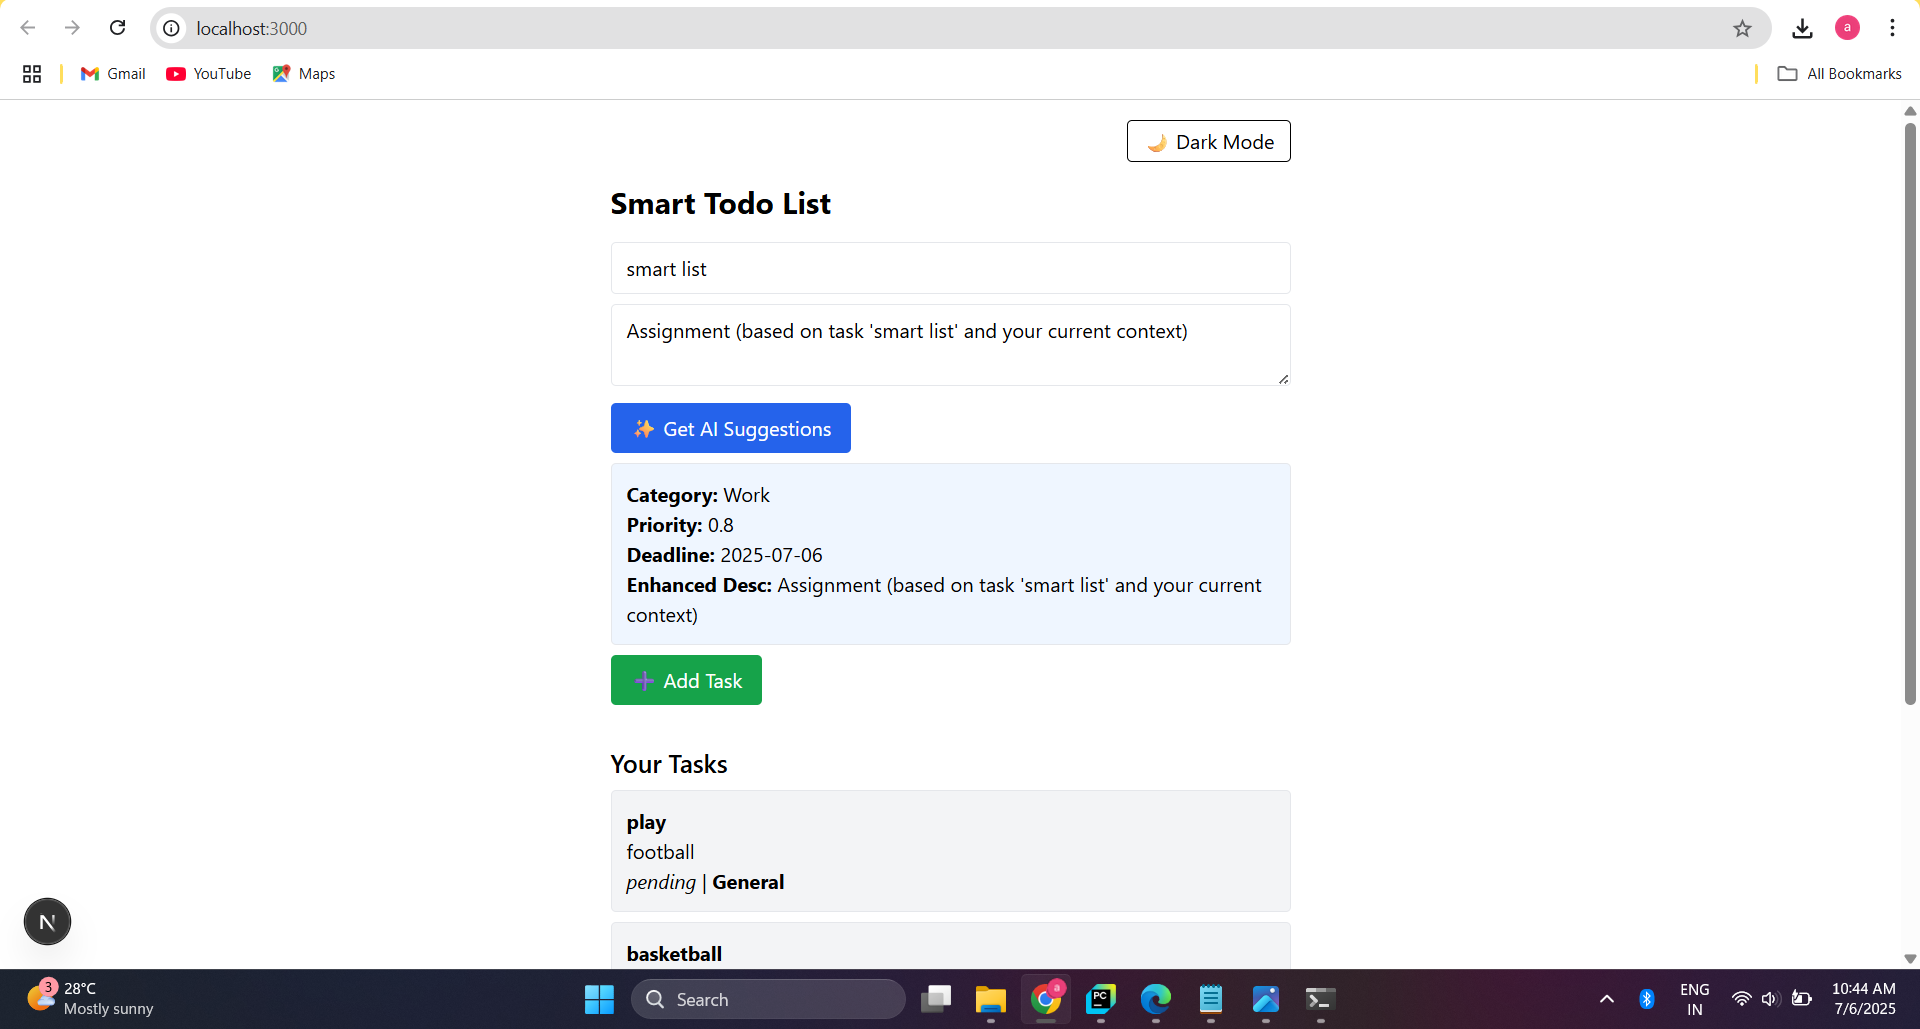 localhost:3000
a
Gmail
YouTube
Maps
All Bookmarks
🌙 Dark Mode
Smart Todo List
smart list
Assignment (based on task 'smart list' and your current context)
✨ Get AI Suggestions
Category: Work
Priority: 0.8
Deadline: 2025-07-06
Enhanced Desc: Assignment (based on task 'smart list' and your current
context)
➕ Add Task
Your Tasks
play
football
pending | General
basketball
N
3
28°C
Mostly sunny
Search
a
PC
ENG
IN
10:44 AM
7/6/2025